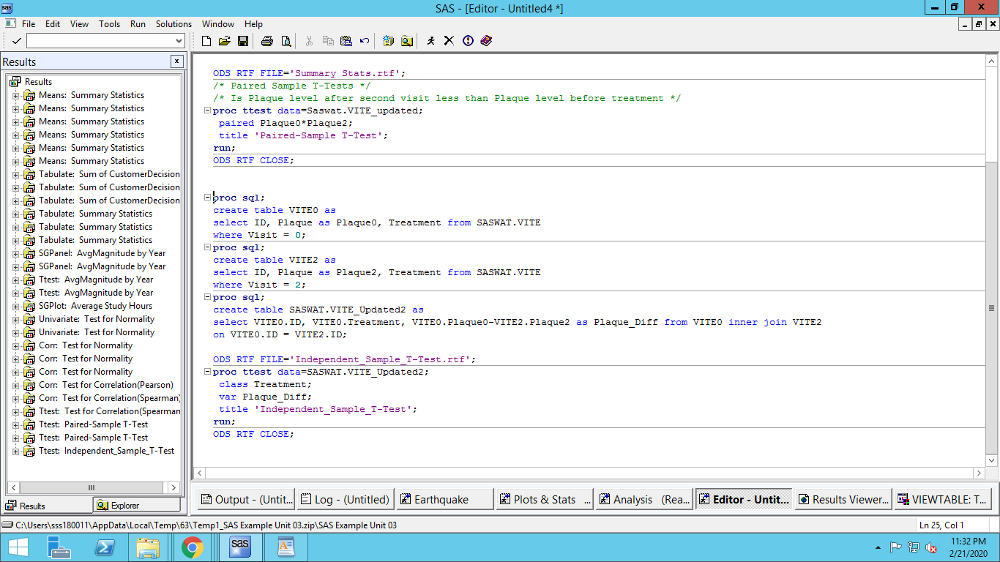 SAS - [Editor - Untitled4 *]
File Edit View Tools Run Solutions Window Help
Results
Results
Means: Summary Statistics
Means: Summary Statistics
Means: Summary Statistics
Means: Summary Statistics
Means: Summary Statistics
Means: Summary Statistics
Tabulate: Sum of CustomerDecision
Tabulate: Sum of CustomerDecision
Tabulate: Sum of CustomerDecision
Tabulate: Summary Statistics
Tabulate: Summary Statistics
Tabulate: Summary Statistics
SGPanel: AvgMagnitude by Year
SGPanel: AvgMagnitude by Year
Ttest: AvgMagnitude by Year
Ttest: AvgMagnitude by Year
SGPlot: Average Study Hours
Univariate: Test for Normality
Univariate: Test for Normality
Corr: Test for Normality
Corr: Test for Normality
Corr: Test for Normality
Corr: Test for Correlation(Pearson)
Corr: Test for Correlation(Spearman)
Ttest: Test for Correlation(Spearman
Ttest: Paired-Sample T-Test
Ttest: Paired-Sample T-Test
Ttest: Independent_Sample_T-Test
Results Explorer
ODS RTF FILE='Summary Stats.rtf';
/* Paired Sample T-Tests */
/* Is Plaque level after second visit less than Plaque level before treatment */
proc ttest data=Saswat.VITE_updated;
paired Plaque0*Plaque2;
title 'Paired-Sample T-Test';
run;
ODS RTF CLOSE;
proc sql;
create table VITE0 as
select ID, Plaque as Plaque0, Treatment from SASWAT.VITE
where Visit = 0;
proc sql;
create table VITE2 as
select ID, Plaque as Plaque2, Treatment from SASWAT.VITE
where Visit = 2;
proc sql;
create table SASWAT.VITE_Updated2 as
select VITE0.ID, VITE0.Treatment, VITE0.Plaque0-VITE2.Plaque2 as Plaque_Diff from VITE0 inner join VITE2
on VITE0.ID = VITE2.ID;
ODS RTF FILE='Independent_Sample_T-Test.rtf';
proc ttest data=SASWAT.VITE_Updated2;
class Treatment;
var Plaque_Diff;
title 'Independent_Sample_T-Test';
run;
ODS RTF CLOSE;
Output - (Untit... Log - (Untitled) Earthquake Plots & Stats ... Analysis (Rea... Editor - Untit... Results Viewer... VIEWTABLE: T...
C:\Users\sss180011\AppData\Local\Temp\63\Temp1_SAS Example Unit 03.zip\SAS Example Unit 03
Ln 25, Col 1
sas
11:32 PM
2/21/2020